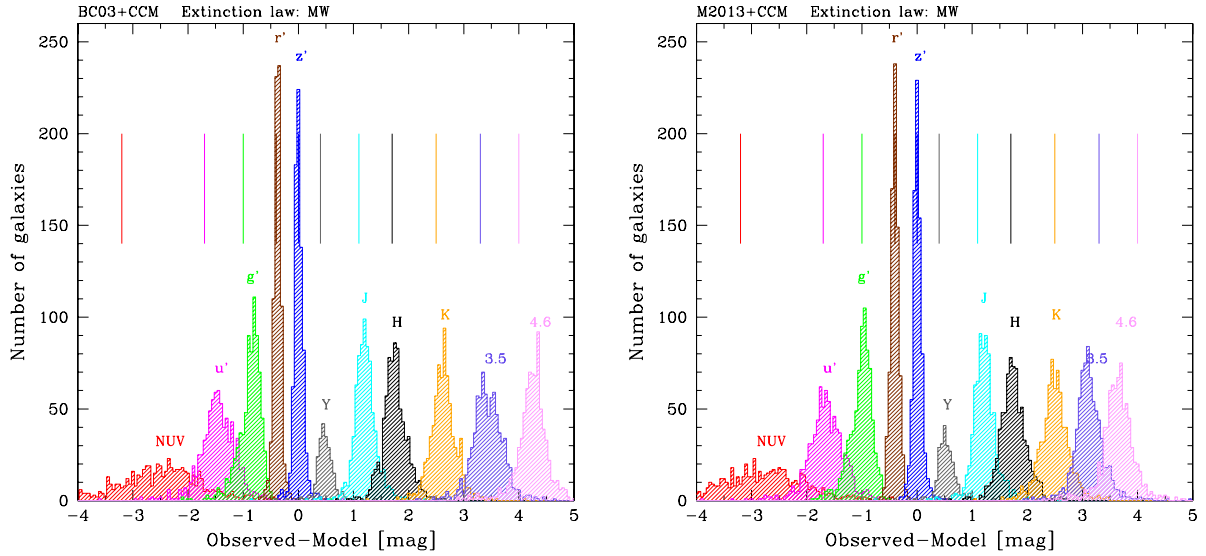 BC03+CCM Extinction law: MW
r'
z'
g'
u'
NUV
Y
J
H
K
3.5
4.6
Number of galaxies
0
50
100
150
200
250
−4
−3
−2
−1
0
1
2
3
4
5
Observed−Model [mag]
M2013+CCM Extinction law: MW
r'
z'
g'
u'
NUV
Y
J
H
K
3.5
4.6
Number of galaxies
0
50
100
150
200
250
−4
−3
−2
−1
0
1
2
3
4
5
Observed−Model [mag]